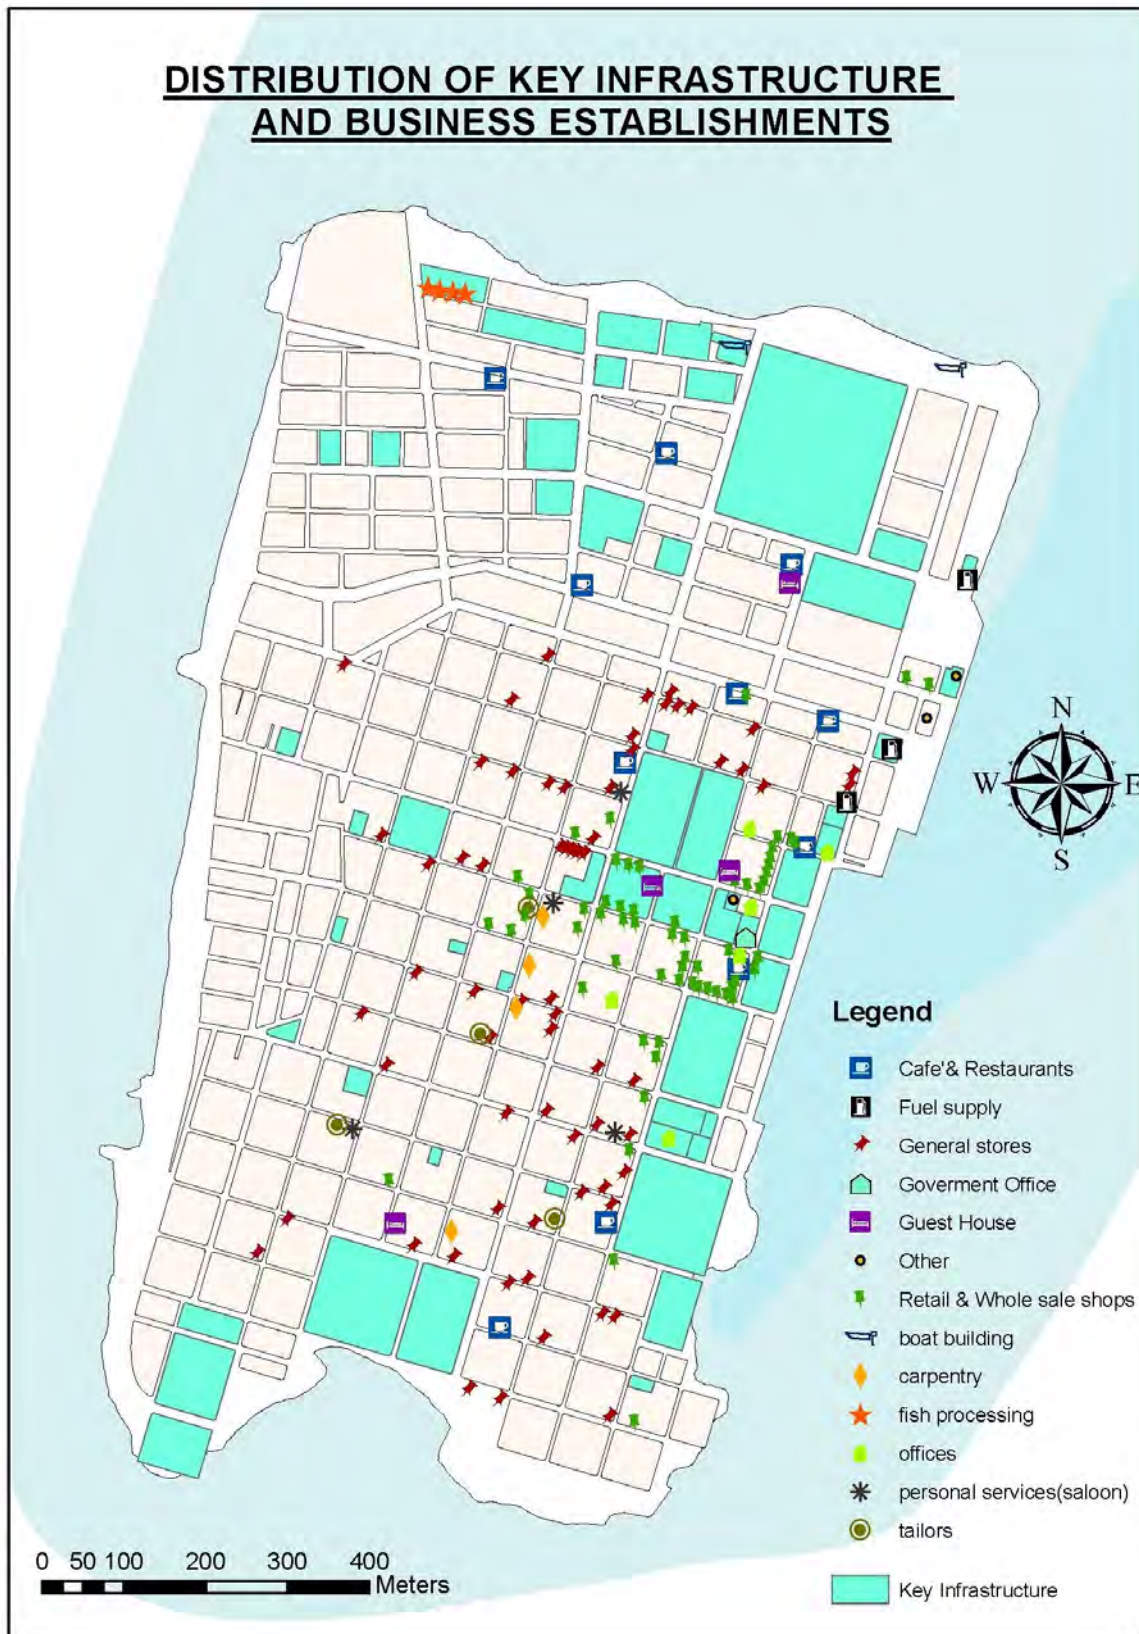 DISTRIBUTION OF KEY INFRASTRUCTURE
AND BUSINESS ESTABLISHMENTS
N
W
E
S
Legend
Cafe'& Restaurants
Fuel supply
General stores
Goverment Office
Guest House
Other
Retail & Whole sale shops
boat building
carpentry
fish processing
offices
personal services(saloon)
tailors
Key Infrastructure
0 50 100 200 300 400
Meters